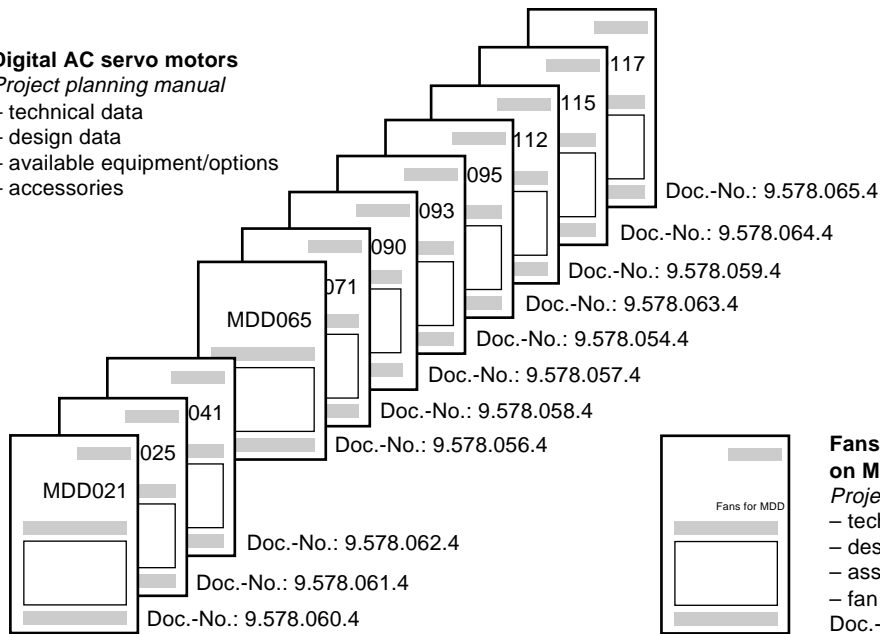 Digital AC servo motors
Project planning manual
– technical data
– design data
– available equipment/options
– accessories
117
115
112
095
093
090
071
MDD065
041
025
MDD021
Doc.-No.: 9.578.065.4
Doc.-No.: 9.578.064.4
Doc.-No.: 9.578.059.4
Doc.-No.: 9.578.063.4
Doc.-No.: 9.578.054.4
Doc.-No.: 9.578.057.4
Doc.-No.: 9.578.058.4
Doc.-No.: 9.578.056.4
Doc.-No.: 9.578.062.4
Doc.-No.: 9.578.061.4
Doc.-No.: 9.578.060.4
Fans for MDD
Fans
on M
Proje
– tech
– des
– ass
– fan
Doc.-